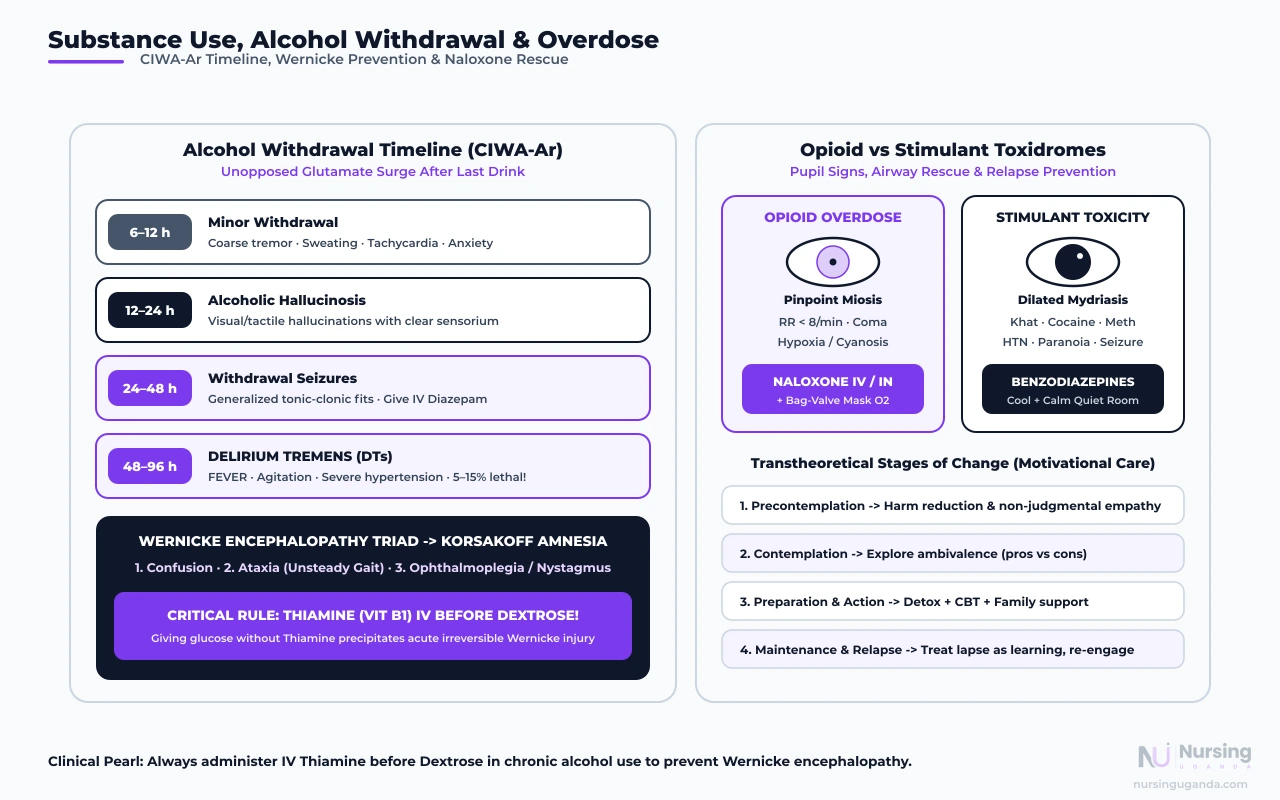 Substance Use, Alcohol Withdrawal & Overdose
CIWA-Ar Timeline, Wernicke Prevention & Naloxone Rescue
Alcohol Withdrawal Timeline (CIWA-Ar)
Unopposed Glutamate Surge After Last Drink
6–12 h
Minor Withdrawal
Coarse tremor · Sweating · Tachycardia · Anxiety
12–24 h
Alcoholic Hallucinosis
Visual/tactile hallucinations with clear sensorium
24–48 h
Withdrawal Seizures
Generalized tonic-clonic fits · Give IV Diazepam
48–96 h
DELIRIUM TREMENS (DTs)
FEVER · Agitation · Severe hypertension · 5–15% lethal!
WERNICKE ENCEPHALOPATHY TRIAD -> KORSAKOFF AMNESIA
1. Confusion · 2. Ataxia (Unsteady Gait) · 3. Ophthalmoplegia / Nystagmus
CRITICAL RULE: THIAMINE (VIT B1) IV BEFORE DEXTROSE!
Giving glucose without Thiamine precipitates acute irreversible Wernicke injury
Opioid vs Stimulant Toxidromes
Pupil Signs, Airway Rescue & Relapse Prevention
OPIOID OVERDOSE
Pinpoint Miosis
RR < 8/min · Coma
Hypoxia / Cyanosis
NALOXONE IV / IN
+ Bag-Valve Mask O2
STIMULANT TOXICITY
Dilated Mydriasis
Khat · Cocaine · Meth
HTN · Paranoia · Seizure
BENZODIAZEPINES
Cool + Calm Quiet Room
Transtheoretical Stages of Change (Motivational Care)
1. Precontemplation -> Harm reduction & non-judgmental empathy
2. Contemplation -> Explore ambivalence (pros vs cons)
3. Preparation & Action -> Detox + CBT + Family support
4. Maintenance & Relapse -> Treat lapse as learning, re-engage
Clinical Pearl: Always administer IV Thiamine before Dextrose in chronic alcohol use to prevent Wernicke encephalopathy.
NU Nursing
UGANDA
nursinguganda.com